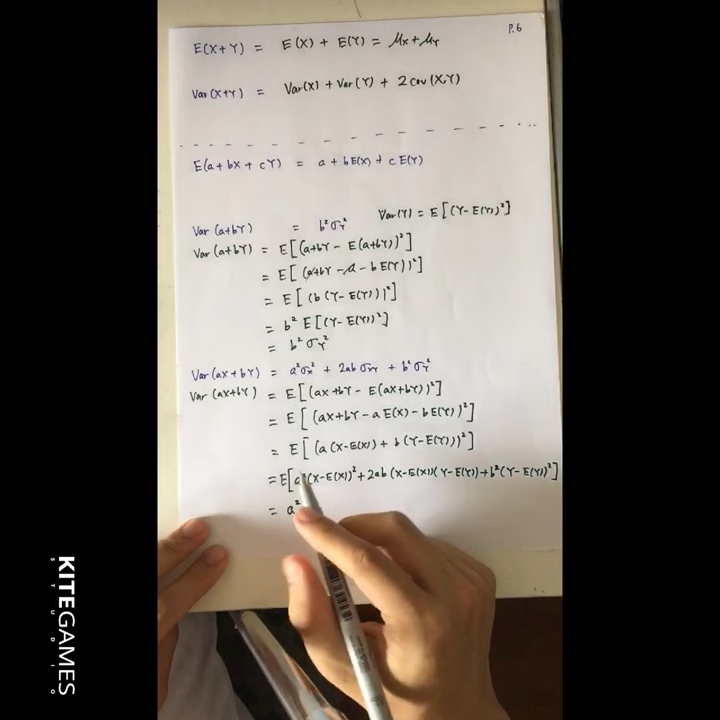 P.6
E(X+Y) = E(X) + E(Y) = μx + μY
Var(X+Y) = Var(X) + Var(Y) + 2cov(X,Y)
E(a+bX+cY) = a + bE(X) + cE(Y)
Var(Y) = E[(Y-E(Y))²]
Var(a+bY) = b²σY²
Var(a+bY) = E[(a+bY - E(a+bY))²]
= E[(a+bY - a - bE(Y))²]
= E[(b(Y-E(Y)))²]
= b² E[(Y-E(Y))²]
= b²σY²
Var(aX+bY) = a²σx² + 2abσxY + b²σY²
Var(aX+bY) = E[(aX+bY - E(aX+bY))²]
= E[(aX+bY - aE(X) - bE(Y))²]
= E[(a(X-E(X)) + b(Y-E(Y)))²]
= E[a²(X-E(X))² + 2ab(X-E(X))(Y-E(Y)) + b²(Y-E(Y))²]
= a²
KITEGAMES
STUDIO